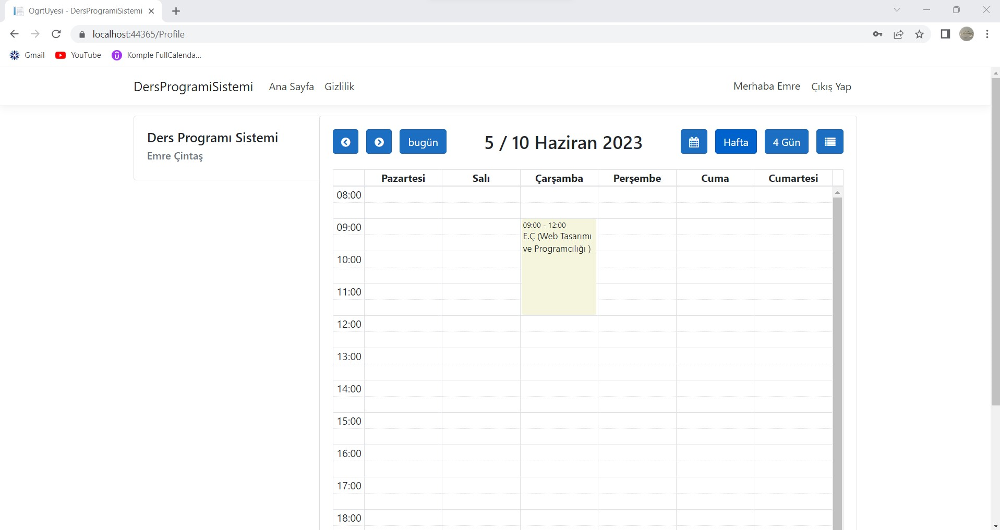 OgrtUyesi - DersProgramiSistemi
localhost:44365/Profile
Gmail YouTube Komple FullCalenda...
DersProgramiSistemi Ana Sayfa Gizlilik Merhaba Emre Çıkış Yap
Ders Programı Sistemi
Emre Çintaş
bugün 5 / 10 Haziran 2023 Hafta 4 Gün
Pazartesi Salı Çarşamba Perşembe Cuma Cumartesi
08:00
09:00
09:00 - 12:00
E.Ç (Web Tasarımı
ve Programcılığı )
10:00
11:00
12:00
13:00
14:00
15:00
16:00
17:00
18:00